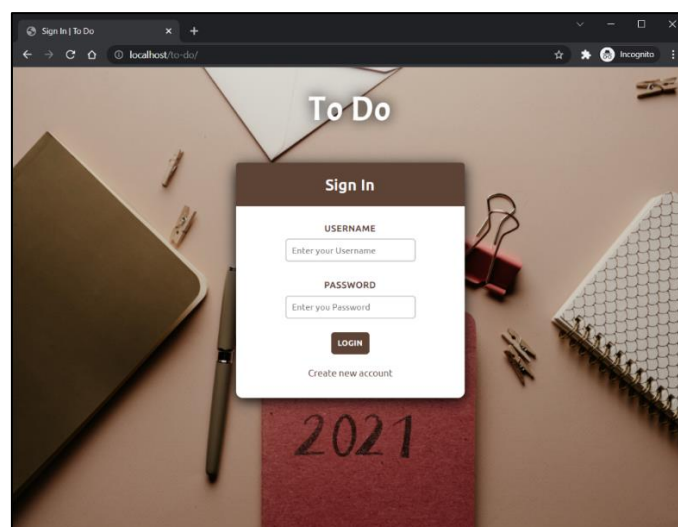 Sign In | To Do
localhost/to-do/
Incognito
To Do
Sign In
USERNAME
Enter your Username
PASSWORD
Enter you Password
LOGIN
Create new account
2021